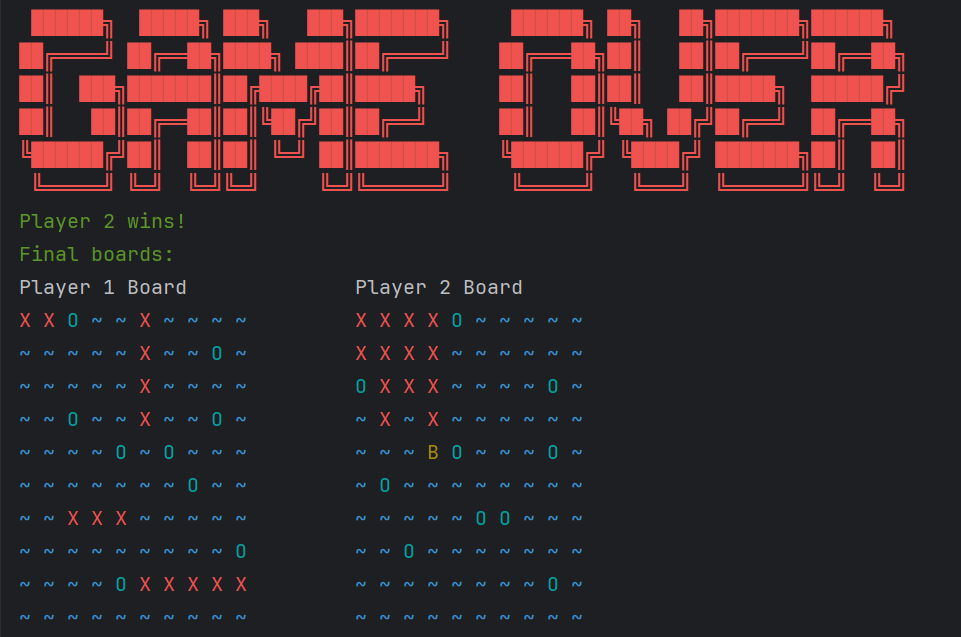 GAME OVER
Player 2 wins!
Final boards:
Player 1 Board              Player 2 Board
X X O ~ ~ X ~ ~ ~ ~         X X X X O ~ ~ ~ ~ ~
~ ~ ~ ~ ~ X ~ ~ O ~         X X X X ~ ~ ~ ~ ~ ~
~ ~ ~ ~ ~ X ~ ~ ~ ~         O X X X ~ ~ ~ ~ O ~
~ ~ O ~ ~ X ~ ~ O ~         ~ X ~ X ~ ~ ~ ~ ~ ~
~ ~ ~ ~ O ~ O ~ ~ ~         ~ ~ ~ B O ~ ~ ~ O ~
~ ~ ~ ~ ~ ~ ~ O ~ ~         ~ O ~ ~ ~ ~ ~ ~ ~ ~
~ ~ X X X ~ ~ ~ ~ ~         ~ ~ ~ ~ ~ O O ~ ~ ~
~ ~ ~ ~ ~ ~ ~ ~ ~ O         ~ ~ O ~ ~ ~ ~ ~ ~ ~
~ ~ ~ ~ O X X X X X         ~ ~ ~ ~ ~ ~ ~ ~ O ~
~ ~ ~ ~ ~ ~ ~ ~ ~ ~         ~ ~ ~ ~ ~ ~ ~ ~ ~ ~